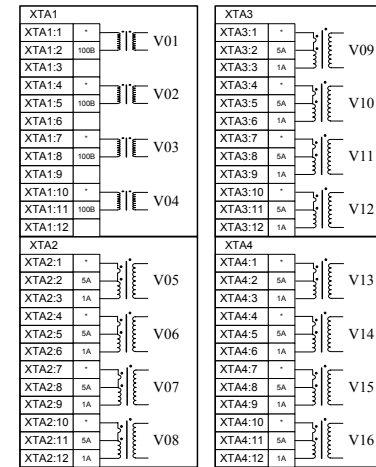 XTA1
XTA1:1 *
XTA1:2 100B V01
XTA1:3
XTA1:4 *
XTA1:5 100B V02
XTA1:6
XTA1:7 *
XTA1:8 100B V03
XTA1:9
XTA1:10 *
XTA1:11 100B V04
XTA1:12
XTA2
XTA2:1 *
XTA2:2 5A V05
XTA2:3 1A
XTA2:4 *
XTA2:5 5A V06
XTA2:6 1A
XTA2:7 *
XTA2:8 5A V07
XTA2:9 1A
XTA2:10 *
XTA2:11 5A V08
XTA2:12 1A
XTA3
XTA3:1 *
XTA3:2 5A V09
XTA3:3 1A
XTA3:4 *
XTA3:5 5A V10
XTA3:6 1A
XTA3:7 *
XTA3:8 5A V11
XTA3:9 1A
XTA3:10 *
XTA3:11 5A V12
XTA3:12 1A
XTA4
XTA4:1 *
XTA4:2 5A V13
XTA4:3 1A
XTA4:4 *
XTA4:5 5A V14
XTA4:6 1A
XTA4:7 *
XTA4:8 5A V15
XTA4:9 1A
XTA4:10 *
XTA4:11 5A V16
XTA4:12 1A